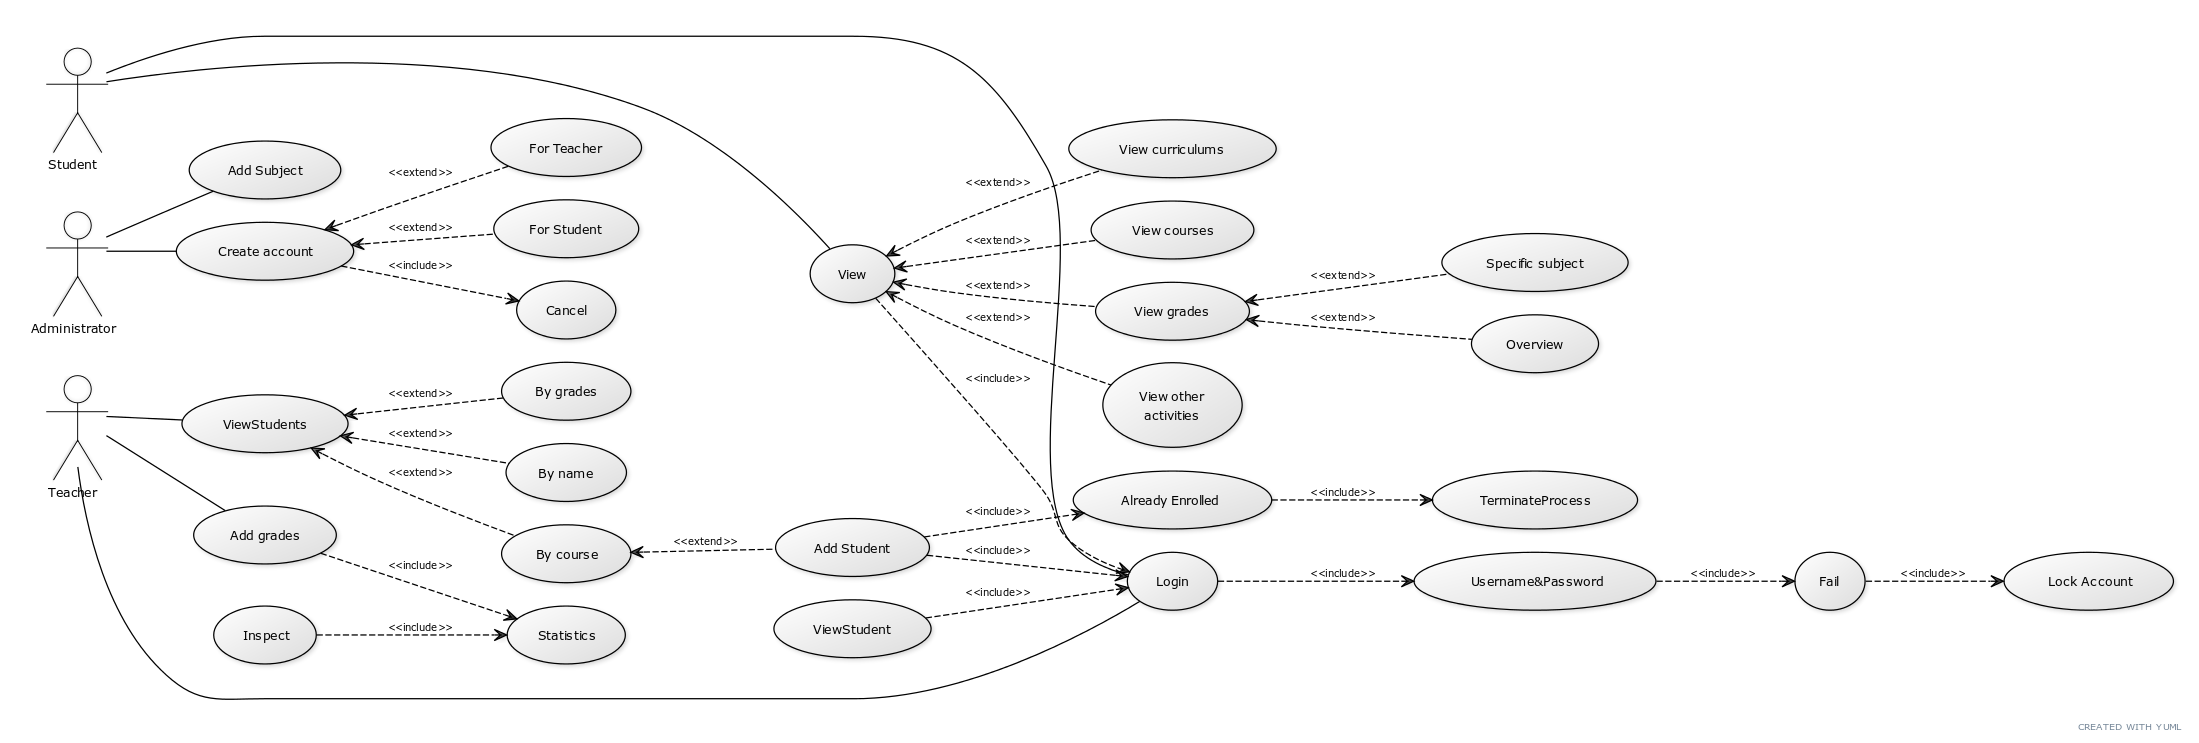 Student
Administrator
Teacher
Add Subject
Create account
ViewStudents
Add grades
Inspect
<<extend>>
<<extend>>
<<include>>
<<extend>>
<<extend>>
<<extend>>
<<include>>
<<include>>
For Teacher
For Student
Cancel
By grades
By name
By course
Statistics
<<extend>>
View
Add Student
ViewStudent
<<extend>>
<<extend>>
<<extend>>
<<extend>>
<<include>>
<<include>>
<<include>>
<<include>>
View curriculums
View courses
View grades
View other
activities
Already Enrolled
Login
<<extend>>
<<extend>>
<<include>>
<<include>>
Specific subject
Overview
TerminateProcess
Username&Password
<<include>>
Fail
<<include>>
Lock Account
CREATED WITH YUML